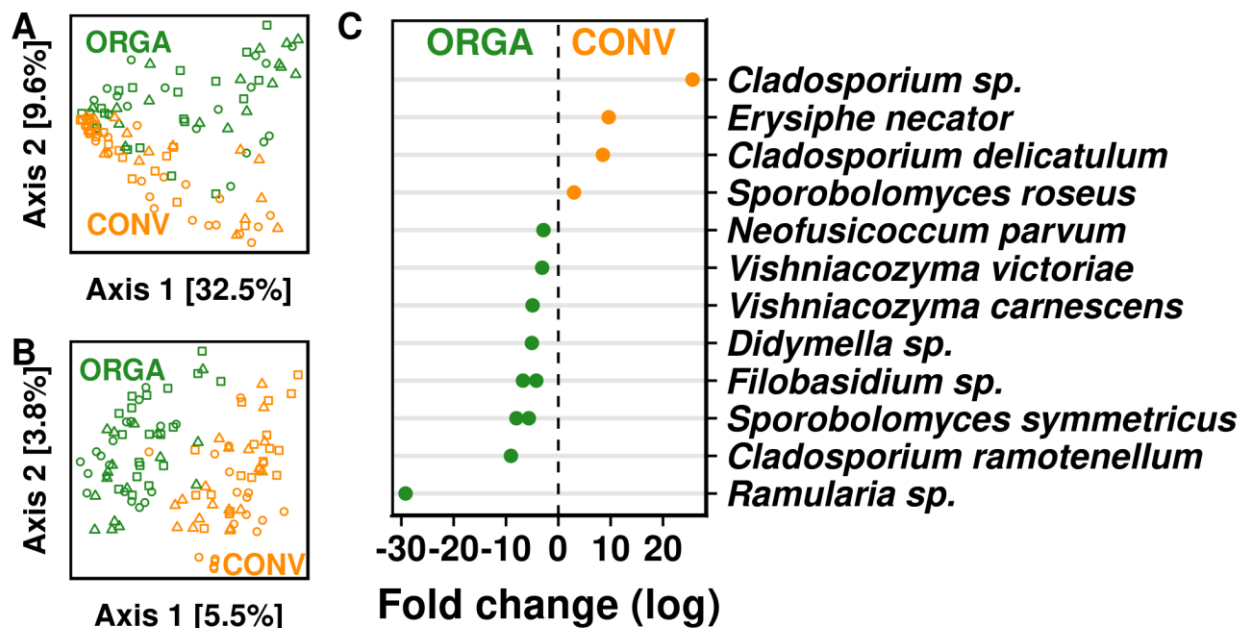 A
ORGA
CONV
Axis 2 [9.6%]
Axis 1 [32.5%]
B
ORGA
CONV
Axis 2 [3.8%]
Axis 1 [5.5%]
C
ORGA
CONV
Cladosporium sp.
Erysiphe necator
Cladosporium delicatulum
Sporobolomyces roseus
Neofusicoccum parvum
Vishniacozyma victoriae
Vishniacozyma carnescens
Didymella sp.
Filobasidium sp.
Sporobolomyces symmetricus
Cladosporium ramotenellum
Ramularia sp.
-30 -20 -10 0 10 20
Fold change (log)